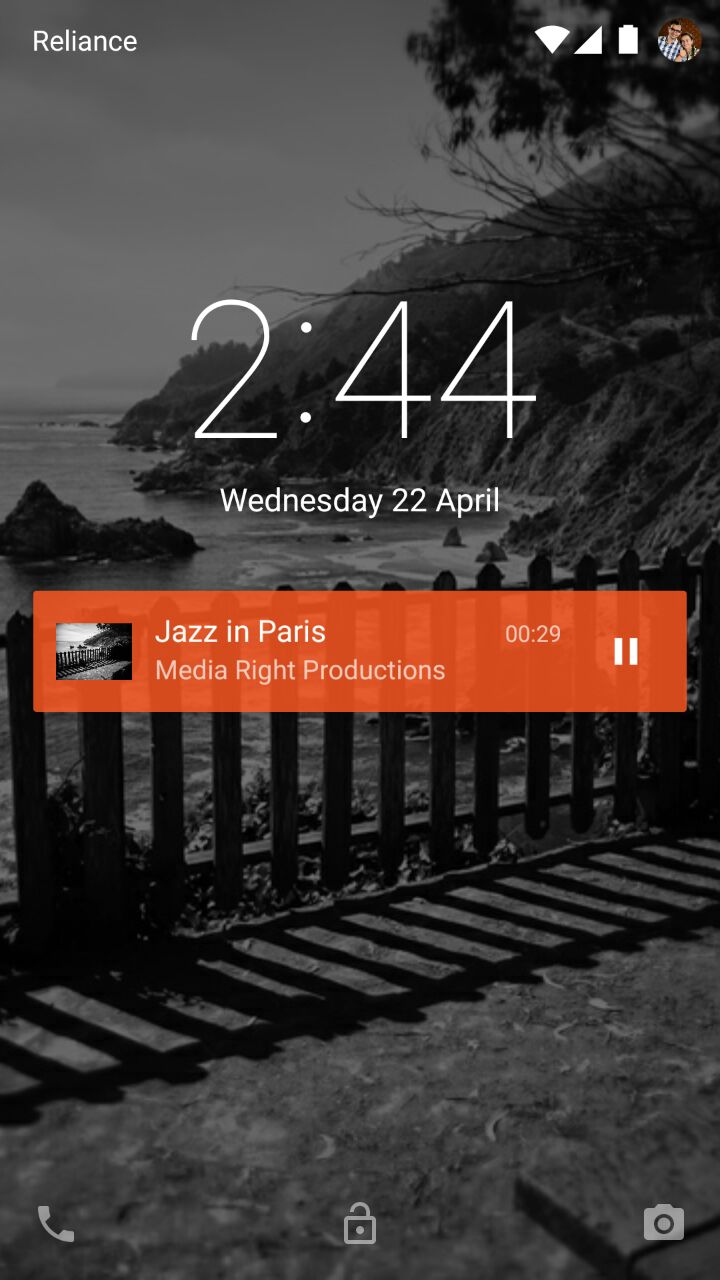 Reliance
2:44
Wednesday 22 April
Jazz in Paris 00:29
Media Right Productions